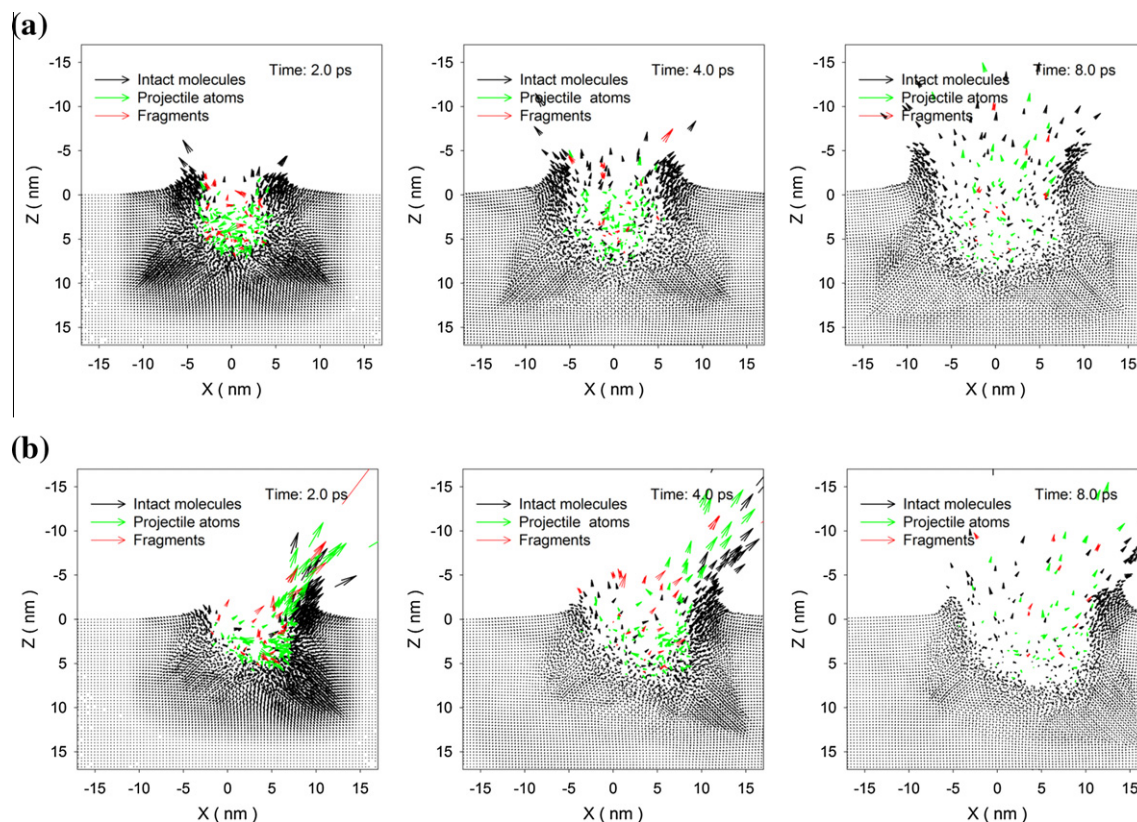 (a)
Time: 2.0 ps
Intact molecules
Projectile atoms
Fragments
Z ( nm )
-15
-10
-5
0
5
10
15
-15 -10 -5 0 5 10 15
X ( nm )
Time: 4.0 ps
Intact molecules
Projectile atoms
Fragments
Z ( nm )
-15
-10
-5
0
5
10
15
-15 -10 -5 0 5 10 15
X ( nm )
Time: 8.0 ps
Intact molecules
Projectile atoms
Fragments
Z ( nm )
-15
-10
-5
0
5
10
15
-15 -10 -5 0 5 10 15
X ( nm )
(b)
Time: 2.0 ps
Intact molecules
Projectile atoms
Fragments
Z ( nm )
-15
-10
-5
0
5
10
15
-15 -10 -5 0 5 10 15
X ( nm )
Time: 4.0 ps
Intact molecules
Projectile atoms
Fragments
Z ( nm )
-15
-10
-5
0
5
10
15
-15 -10 -5 0 5 10 15
X ( nm )
Time: 8.0 ps
Intact molecules
Projectile atoms
Fragments
Z ( nm )
-15
-10
-5
0
5
10
15
-15 -10 -5 0 5 10 15
X ( nm )